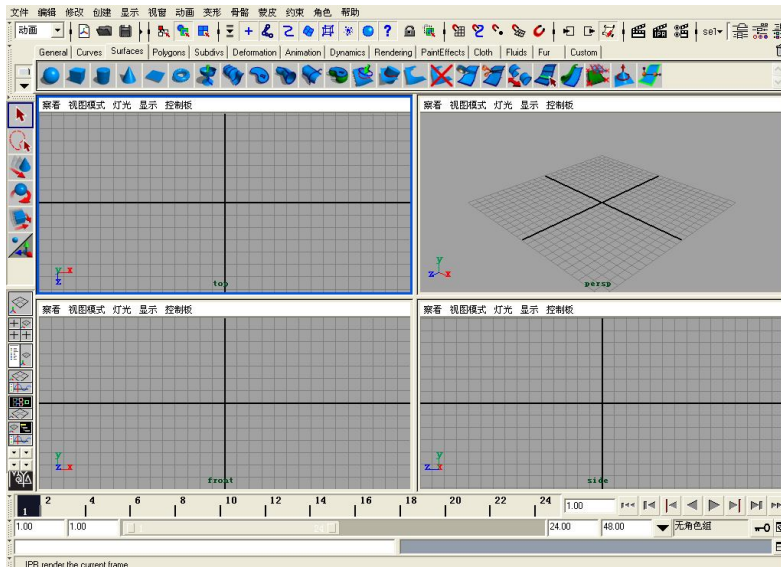 文件 编辑 修改 创建 显示 视窗 动画 变形 骨骼 蒙皮 约束 角色 帮助
动画 sel
General Curves Surfaces Polygons Subdivs Deformation Animation Dynamics Rendering PaintEffects Cloth Fluids Fur Custom
察看 视图模式 灯光 显示 控制板
察看 视图模式 灯光 显示 控制板
y x
z
top
y
z x
persp
察看 视图模式 灯光 显示 控制板
察看 视图模式 灯光 显示 控制板
y
z x
front
y
z x
side
1 2 4 6 8 10 12 14 16 18 20 22 24 1.00
1.00 1.00 1 24 24.00 48.00 无角色组
IPR render the current frame